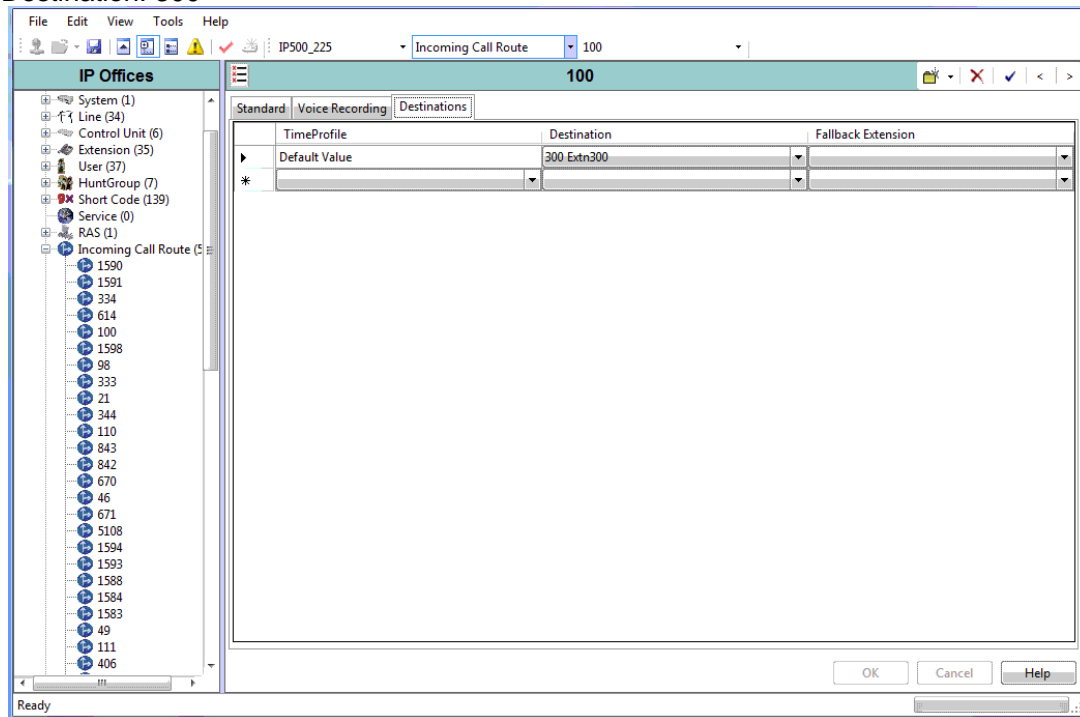 Destination: 300
File Edit View Tools Help
IP500_225 Incoming Call Route 100
IP Offices
100
System (1)
Line (34)
Control Unit (6)
Extension (35)
User (37)
HuntGroup (7)
Short Code (139)
Service (0)
RAS (1)
Incoming Call Route (5
1590
1591
334
614
100
1598
98
333
21
344
110
843
842
670
46
671
5108
1594
1593
1588
1584
1583
49
111
406
Standard Voice Recording Destinations
TimeProfile Destination Fallback Extension
Default Value 300 Extn300
OK Cancel Help
Ready